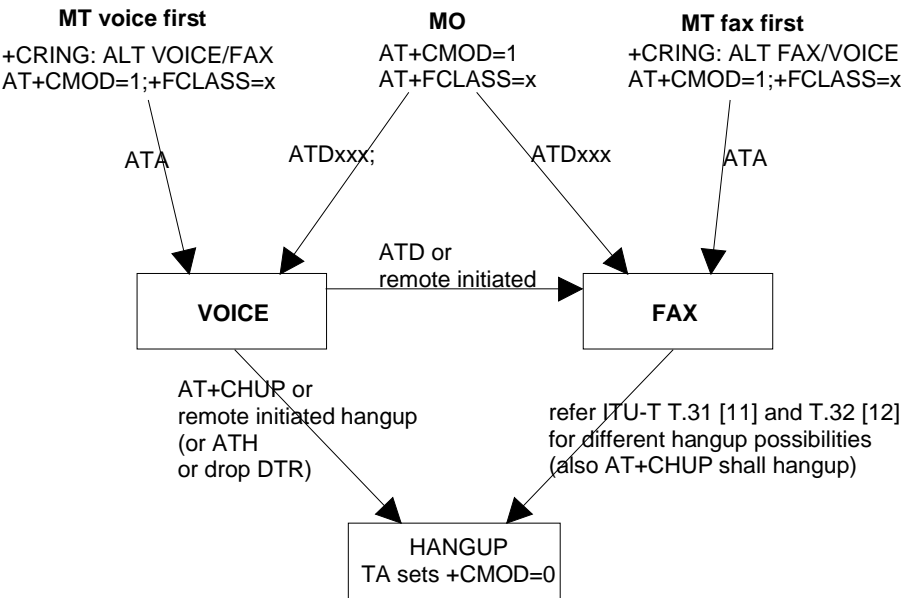 MT voice first
+CRING: ALT VOICE/FAX
AT+CMOD=1;+FCLASS=x
MO
AT+CMOD=1
AT+FCLASS=x
MT fax first
+CRING: ALT FAX/VOICE
AT+CMOD=1;+FCLASS=x
ATA
ATDxxx;
ATDxxx
ATA
ATD or
remote initiated
VOICE
FAX
AT+CHUP or
remote initiated hangup
(or ATH
or drop DTR)
refer ITU-T T.31 [11] and T.32 [12]
for different hangup possibilities
(also AT+CHUP shall hangup)
HANGUP
TA sets +CMOD=0